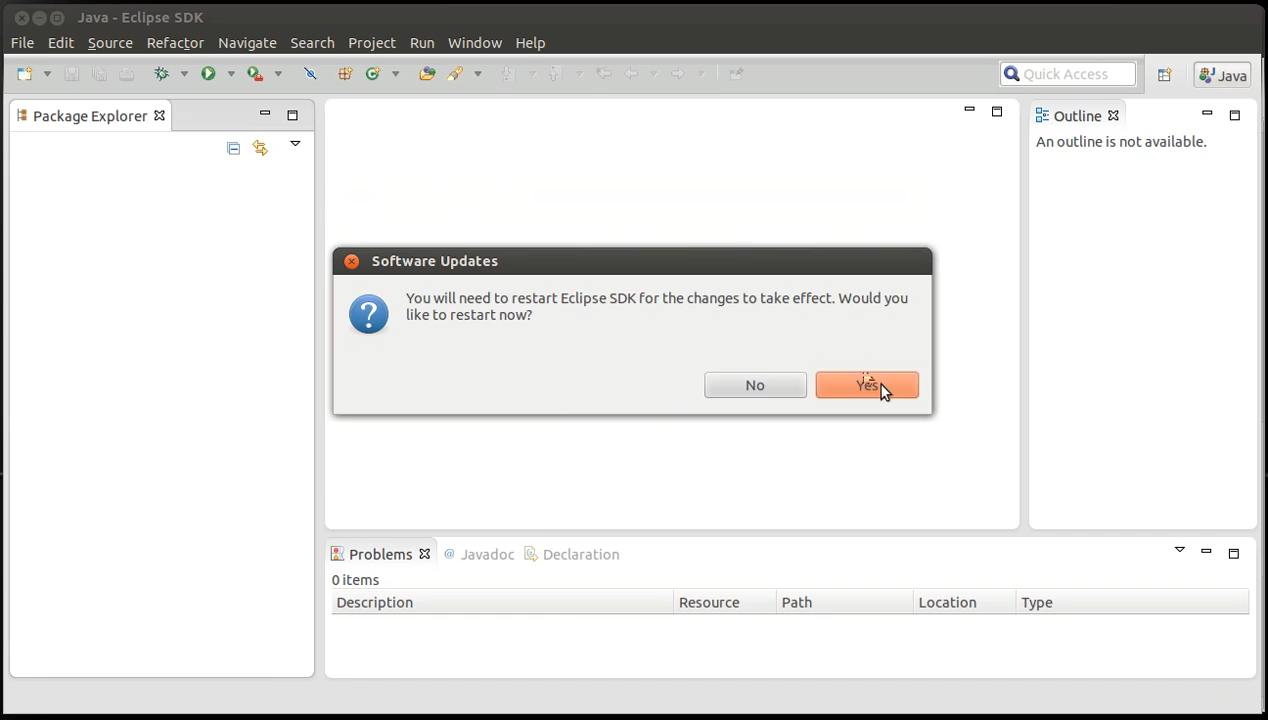 Java - Eclipse SDK
File Edit Source Refactor Navigate Search Project Run Window Help
Quick Access
Java
Package Explorer
Outline
An outline is not available.
Software Updates
You will need to restart Eclipse SDK for the changes to take effect. Would you
like to restart now?
No
Yes
Problems @ Javadoc Declaration
0 items
Description Resource Path Location Type